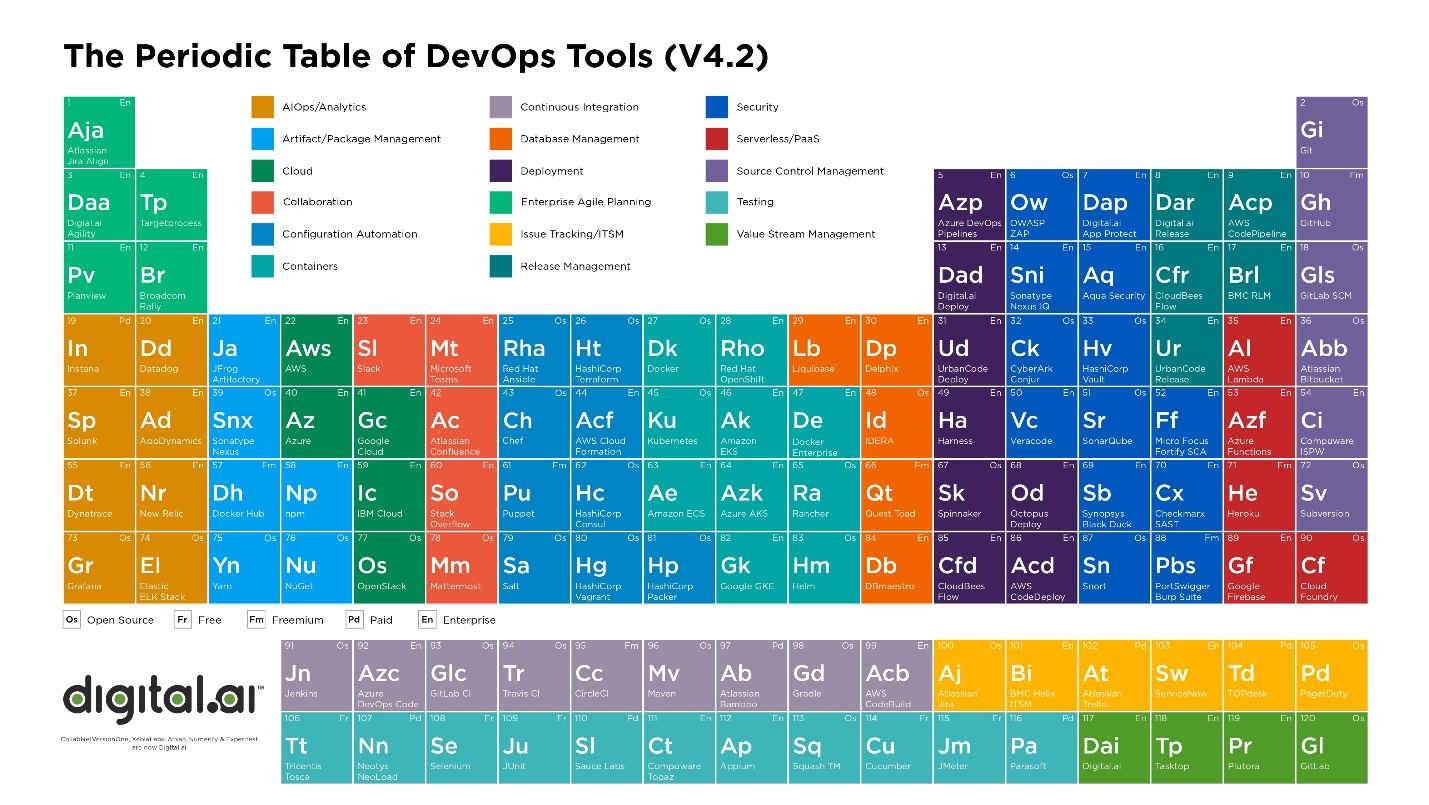 The Periodic Table of DevOps Tools (V4.2)
AIOps/Analytics
Artifact/Package Management
Cloud
Collaboration
Configuration Automation
Containers
Continuous Integration
Database Management
Deployment
Enterprise Agile Planning
Issue Tracking/ITSM
Release Management
Security
Serverless/PaaS
Source Control Management
Testing
Value Stream Management
1 En
Aja
Atlassian
Jira Align
2 Os
Gi
Git
3 En
Daa
Digial.ai
Agility
4 En
Tp
Targetprocess
5 En
Azp
Azure DevOps
Pipelines
6 Os
Ow
OWASP
ZAP
7 En
Dap
Digital.ai
App Protect
8 En
Dar
Digital.ai
Release
9 En
Acp
AWS
CodePipeline
10 Fm
Gh
GitHub
11 En
Pv
Planview
12 En
Br
Broadcom
Rally
13 En
Dad
Digital.ai
Deploy
14 En
Sni
Sonatype
Nexus IQ
15 En
Aq
Aqua Security
16 En
Cfr
CloudBees
Flow
17 En
Brl
BMC RLM
18 Os
Gls
GitLab SCM
19 Pd
In
Instana
20 En
Dd
Datadog
21 En
Ja
JFrog
Artifactory
22 En
Aws
AWS
23 En
Sl
Slack
24 En
Mt
Microsoft
Teams
25 Os
Rha
Red Hat
Ansible
26 Os
Ht
HashiCorp
Terraform
27 Os
Dk
Docker
28 En
Rho
Red Hat
OpenShift
29 En
Lb
Liquibase
30 En
Dp
Delphix
31 En
Ud
UrbanCode
Deploy
32 Os
Ck
CyberArk
Conjur
33 Os
Hv
HashiCorp
Vault
34 En
Ur
UrbanCode
Release
35 En
Al
AWS
Lambda
36 Os
Abb
Atlassian
Bitbucket
37 En
Sp
Splunk
38 En
Ad
AppDynamics
39 Os
Snx
Sonatype
Nexus
40 En
Az
Azure
41 En
Gc
Google
Cloud
42 En
Ac
Atlassian
Confluence
43 Os
Ch
Chef
44 En
Acf
AWS Cloud
Formation
45 Os
Ku
Kubernetes
46 En
Ak
Amazon
EKS
47 En
De
Docker
Enterprise
48 Os
Id
IDERA
49 En
Ha
Harness
50 En
Vc
Veracode
51 Os
Sr
SonarQube
52 En
Ff
Micro Focus
Fortify SCA
53 En
Azf
Azure
Functions
54 En
Ci
Compuware
ISPW
55 En
Dt
Dynatrace
56 En
Nr
New Relic
57 Fm
Dh
Docker Hub
58 En
Np
npm
59 En
Ic
IBM Cloud
60 En
So
Stack
Overflow
61 Fm
Pu
Puppet
62 Os
Hc
HashiCorp
Consul
63 En
Ae
Amazon ECS
64 En
Azk
Azure AKS
65 Os
Ra
Rancher
66 Fm
Qt
Quest Toad
67 Os
Sk
Spinnaker
68 En
Od
Octopus
Deploy
69 En
Sb
Synopsys
Black Duck
70 En
Cx
Checkmarx
SAST
71 Fm
He
Heroku
72 Os
Sv
Subversion
73 Os
Gr
Grafana
74 Os
El
Elastic
ELK Stack
75 Os
Yn
Yarn
76 Os
Nu
NuGet
77 Os
Os
OpenStack
78 Os
Mm
Mattermost
79 Os
Sa
Salt
80 Os
Hg
HashiCorp
Vagrant
81 Os
Hp
HashiCorp
Packer
82 En
Gk
Google GKE
83 Os
Hm
Helm
84 En
Db
DBmaestro
85 En
Cfd
CloudBees
Flow
86 En
Acd
AWS
CodeDeploy
87 Os
Sn
Snort
88 Fm
Pbs
PortSwigger
Burp Suite
89 En
Gf
Google
Firebase
90 Os
Cf
Cloud
Foundry
Os Open Source
Fr Free
Fm Freemium
Pd Paid
En Enterprise
91 Os
Jn
Jenkins
92 En
Azc
Azure
DevOps Code
93 Os
Glc
GitLab CI
94 Os
Tr
Travis CI
95 Fm
Cc
CircleCI
96 Os
Mv
Maven
97 Pd
Ab
Atlassian
Bamboo
98 Os
Gd
Gradle
99 En
Acb
AWS
CodeBuild
100 Os
Aj
Atlassian
Jira
101 En
Bi
BMC Helix
ITSM
102 Pd
At
Atlassian
Trello
103 En
Sw
ServiceNow
104 Pd
Td
TOPdesk
105 Os
Pd
PagerDuty
106 Fr
Tt
Tricentis
Tosca
107 Pd
Nn
Neotys
NeoLoad
108 Fr
Se
Selenium
109 Fr
Ju
JUnit
110 Pd
Sl
Sauce Labs
111 En
Ct
Compuware
Topaz
112 En
Ap
Appium
113 Os
Sq
Squash TM
114 Fr
Cu
Cucumber
115 Fr
Jm
JMeter
116 Pd
Pa
Parasoft
117 En
Dai
Digital.ai
118 En
Tp
Tasktop
119 En
Pr
Plutora
120 Os
Gl
GitLab
digital.ai™
CollabNetVersionOne, XebiaLabs, Arxan, Numerify & Experitest
are now Digital.ai